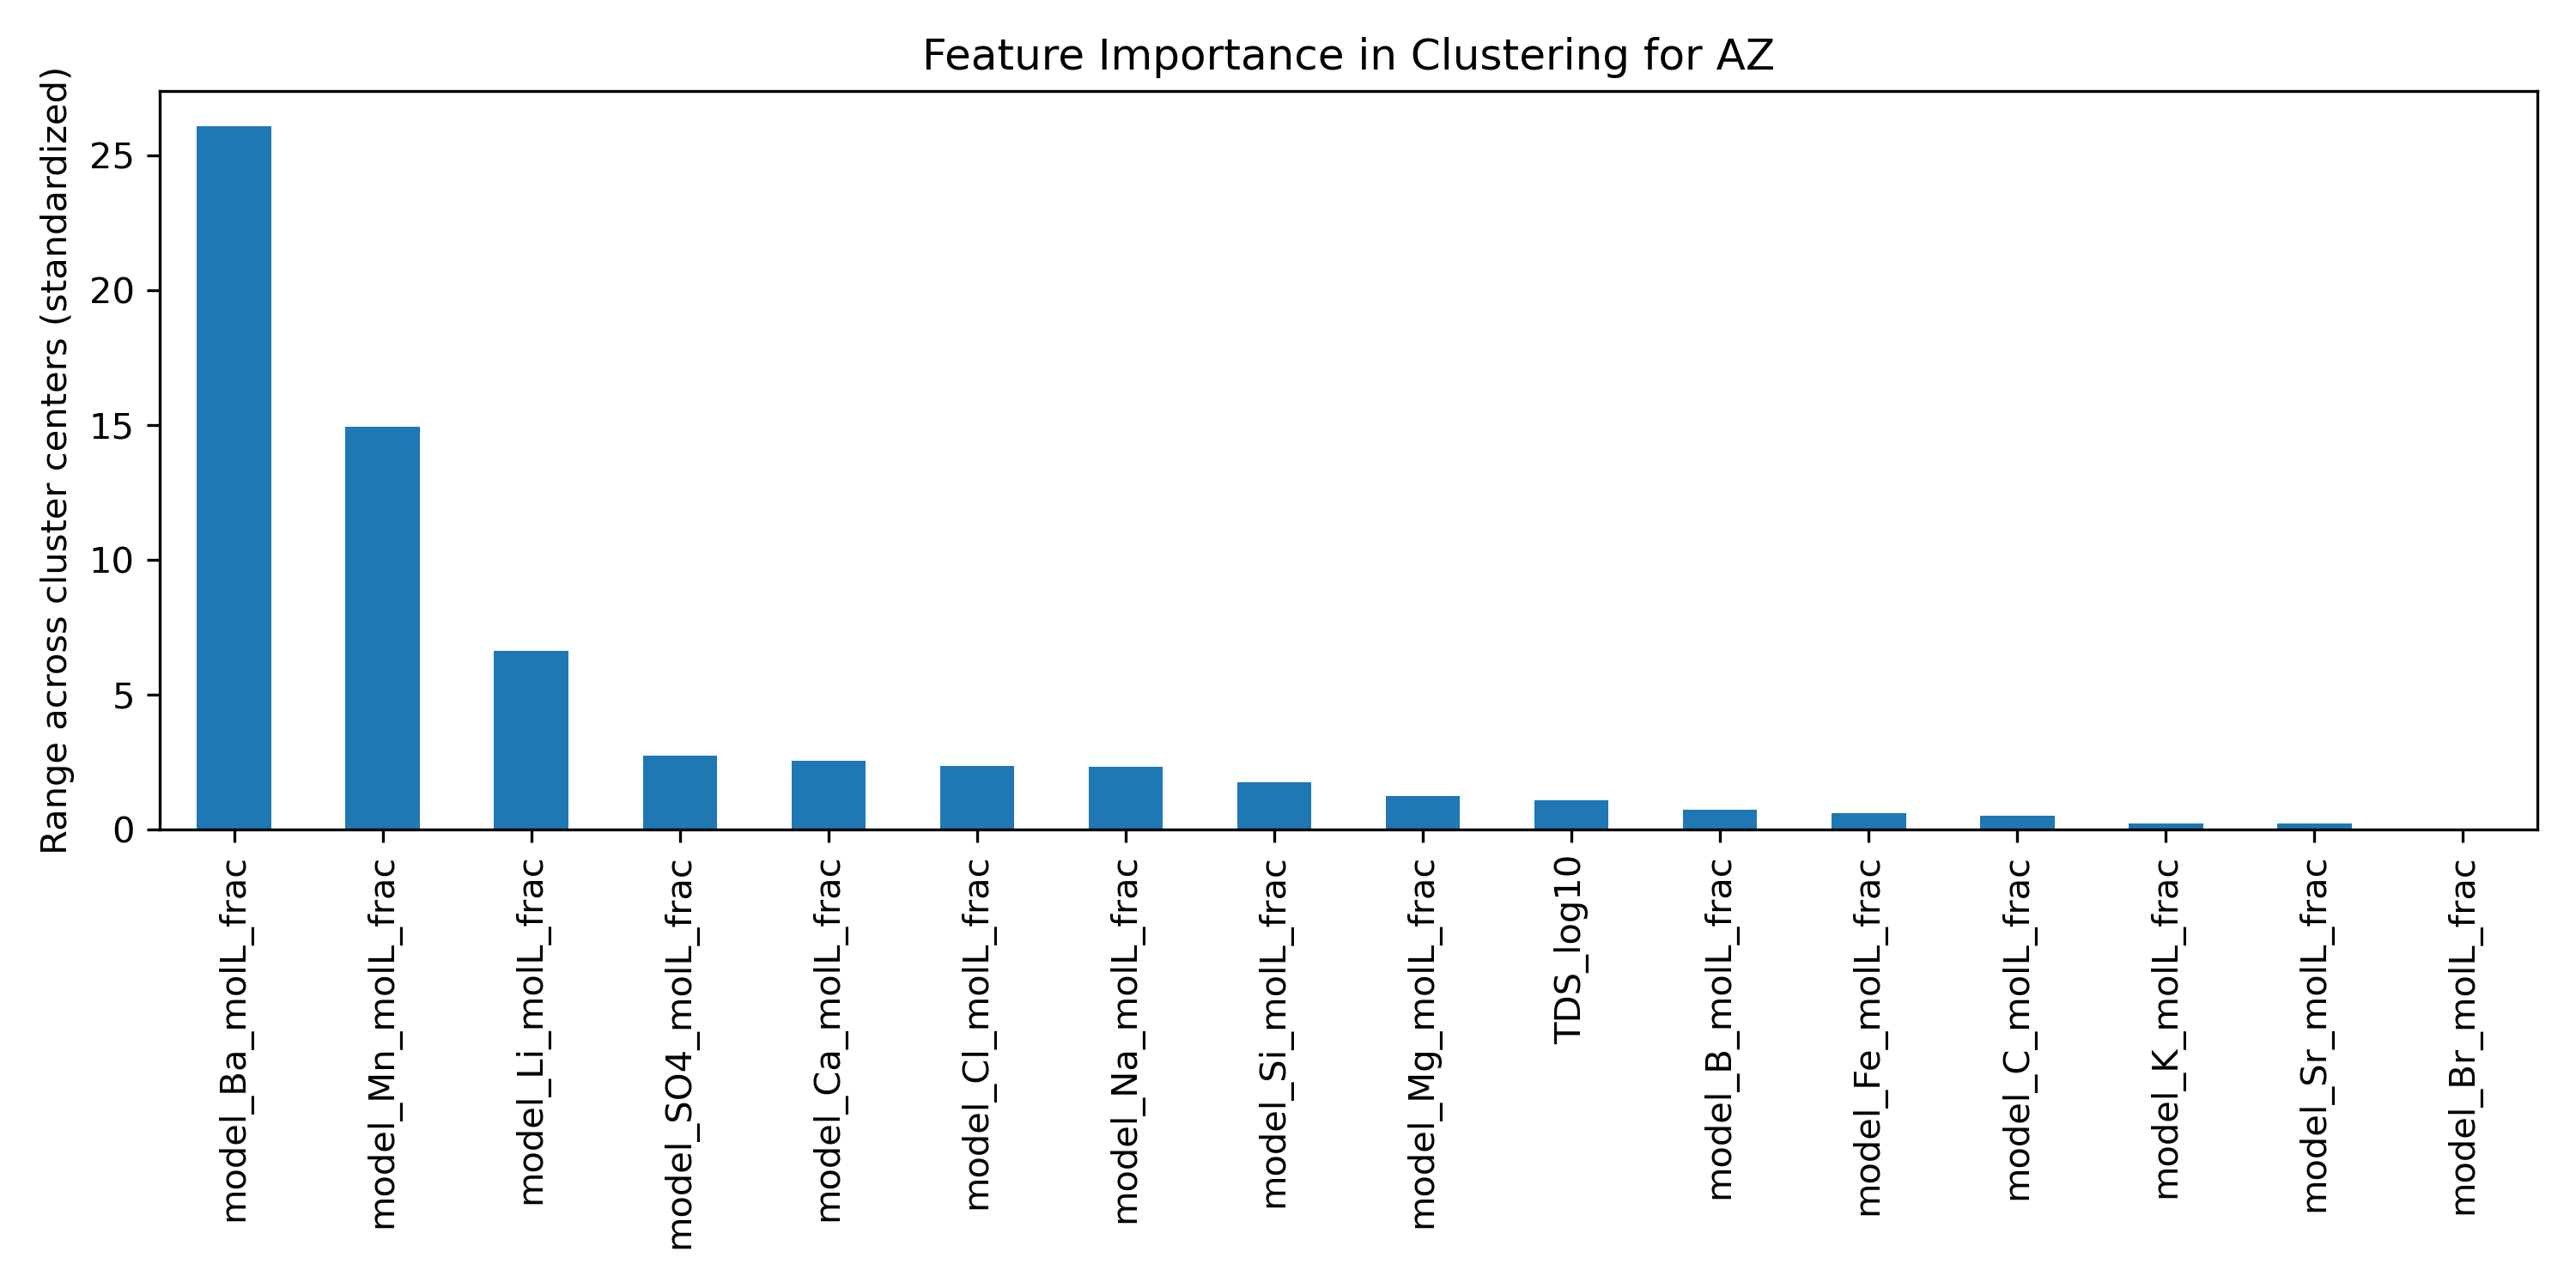 Feature Importance in Clustering for AZ
Range across cluster centers (standardized)
25
20
15
10
5
0
model_Ba_molL_frac
model_Mn_molL_frac
model_Li_molL_frac
model_SO4_molL_frac
model_Ca_molL_frac
model_Cl_molL_frac
model_Na_molL_frac
model_Si_molL_frac
model_Mg_molL_frac
TDS_log10
model_B_molL_frac
model_Fe_molL_frac
model_C_molL_frac
model_K_molL_frac
model_Sr_molL_frac
model_Br_molL_frac